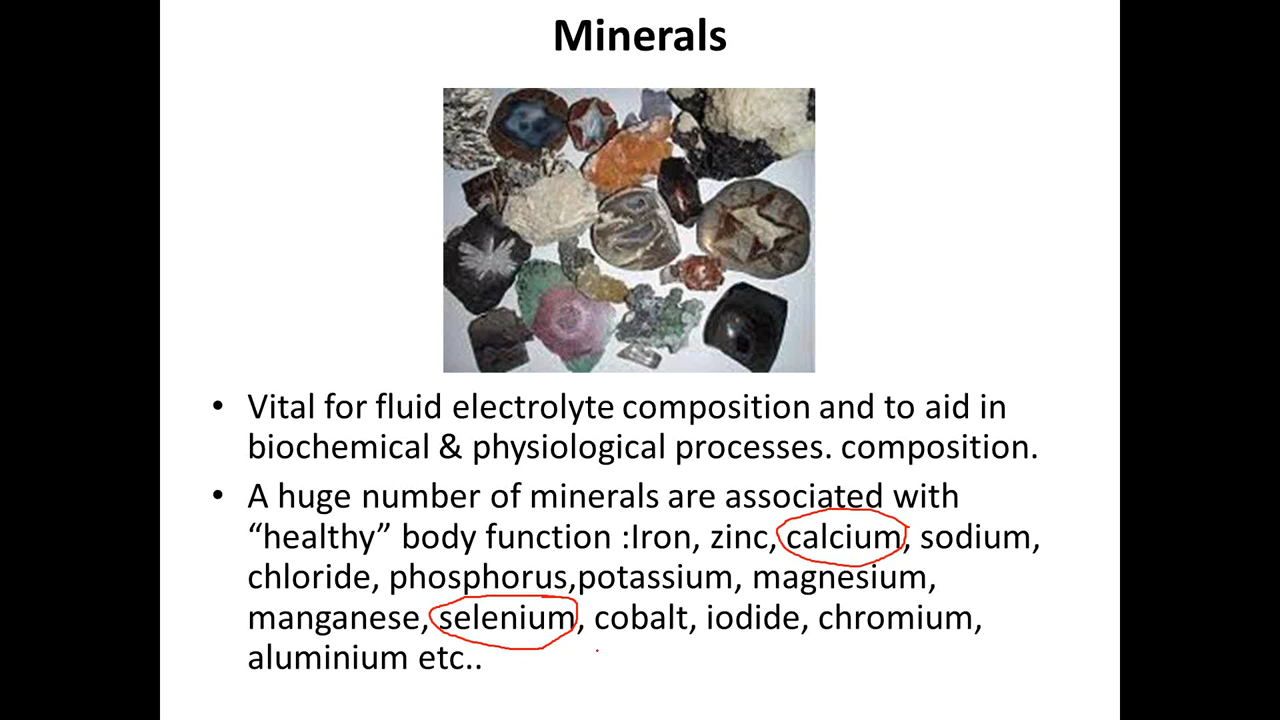 Minerals
• Vital for fluid electrolyte composition and to aid in
biochemical & physiological processes. composition.
• A huge number of minerals are associated with
“healthy” body function :Iron, zinc, calcium, sodium,
chloride, phosphorus,potassium, magnesium,
manganese, selenium, cobalt, iodide, chromium,
aluminium etc..